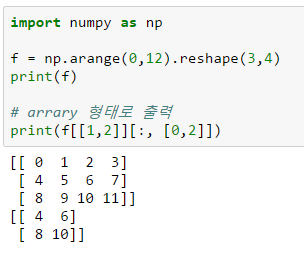 import numpy as np
f = np.arange(0,12).reshape(3,4)
print(f)
# arrary 형태로 출력
print(f[[1,2]][:, [0,2]])
[[ 0  1  2  3]
 [ 4  5  6  7]
 [ 8  9 10 11]]
[[ 4  6]
 [ 8 10]]